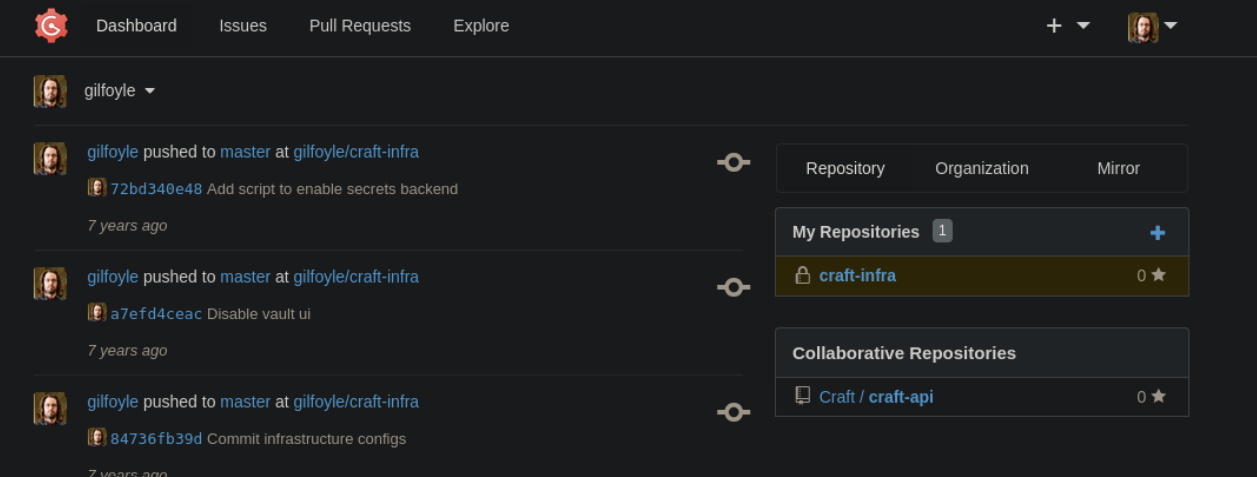 Dashboard Issues Pull Requests Explore
gilfoyle
gilfoyle pushed to master at gilfoyle/craft-infra
72bd340e48 Add script to enable secrets backend
7 years ago
gilfoyle pushed to master at gilfoyle/craft-infra
a7efd4ceac Disable vault ui
7 years ago
gilfoyle pushed to master at gilfoyle/craft-infra
84736fb39d Commit infrastructure configs
7 years ago
Repository Organization Mirror
My Repositories 1
craft-infra 0
Collaborative Repositories
Craft / craft-api 0